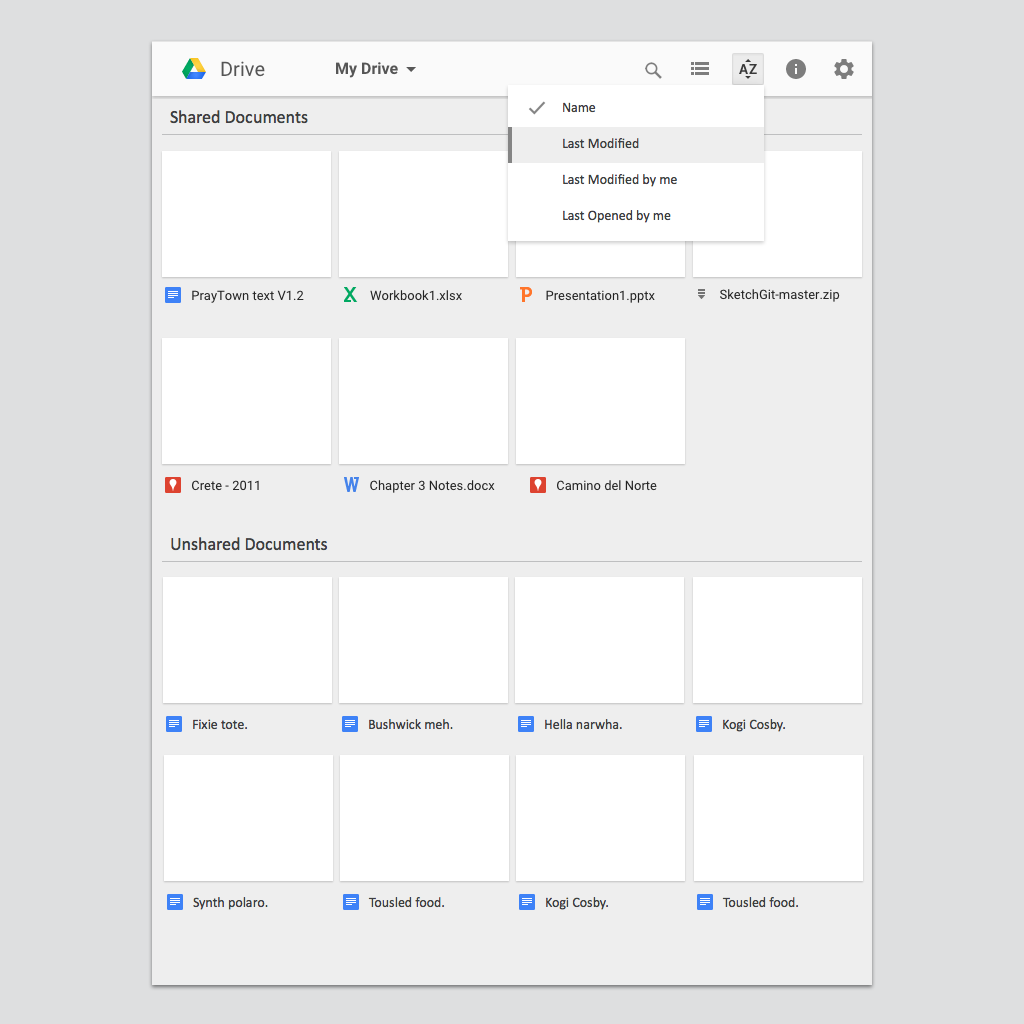 Drive
My Drive
AZ
Name
Last Modified
Last Modified by me
Last Opened by me
Shared Documents
PrayTown text V1.2
Workbook1.xlsx
Presentation1.pptx
SketchGit-master.zip
Crete - 2011
Chapter 3 Notes.docx
Camino del Norte
Unshared Documents
Fixie tote.
Bushwick meh.
Hella narwha.
Kogi Cosby.
Synth polaro.
Tousled food.
Kogi Cosby.
Tousled food.